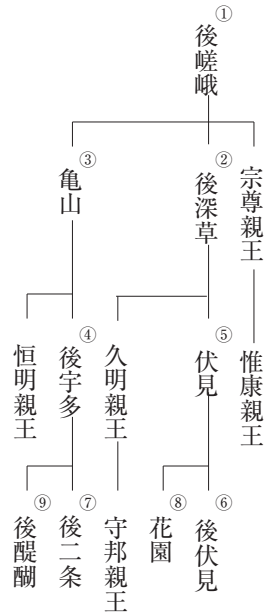 ①
後嵯峨
宗尊親王
②
後深草
③
亀山
惟康親王
⑤
伏見
久明親王
④
後宇多
恒明親王
⑥
後伏見
⑧
花園
守邦親王
⑦
後二条
⑨
後醍醐